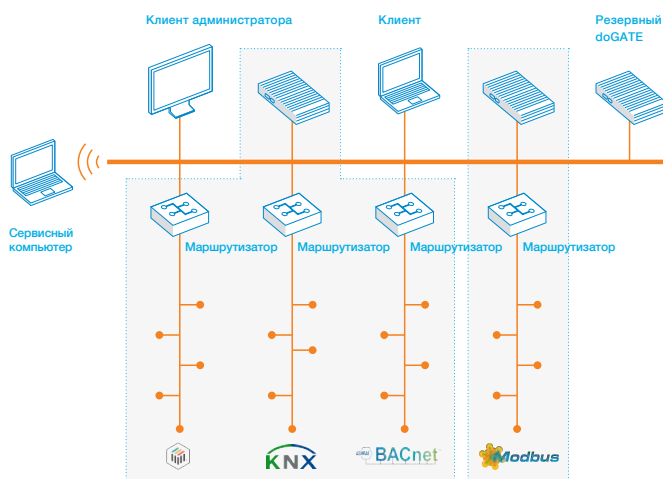 Клиент администратора
Клиент
Резервный
doGATE
Сервисный
компьютер
Маршрутизатор
Маршрутизатор
Маршрутизатор
Маршрутизатор
KNX
BACnet
Modbus